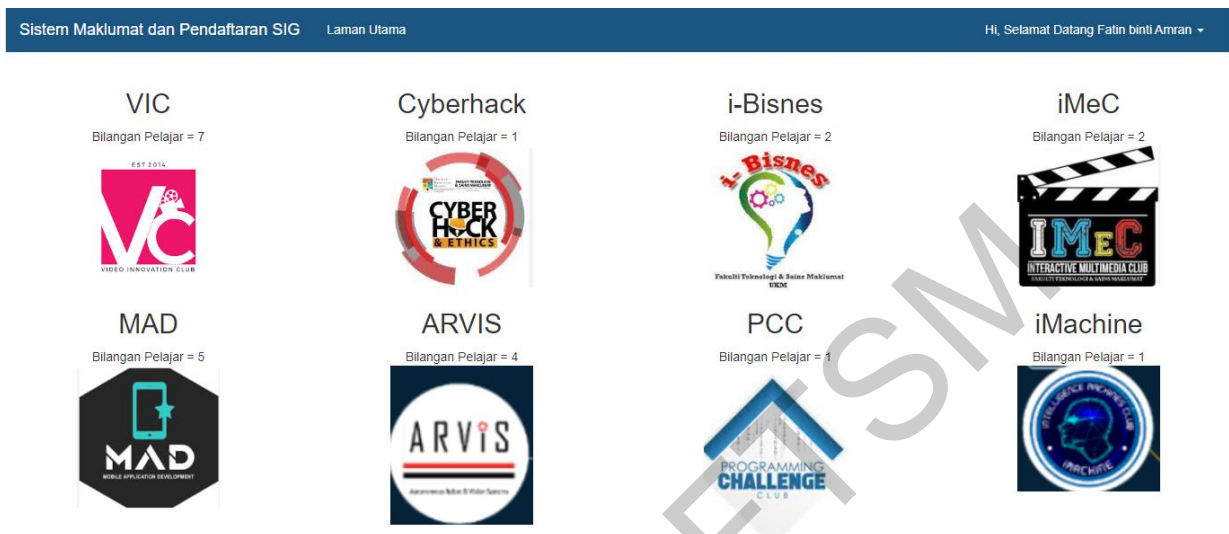 Sistem Maklumat dan Pendaftaran SIG Laman Utama Hi, Selamat Datang Fatin binti Amran
VIC Cyberhack i-Bisnes iMeC
Bilangan Pelajar = 7 Bilangan Pelajar = 1 Bilangan Pelajar = 2 Bilangan Pelajar = 2
EST 2014
VC
VIDEO INNOVATION CLUB
CYBER
HACK
& ETHICS
i-Bisnes
Fakulti Teknologi & Sains Maklumat
UKM
IMeC
INTERACTIVE MULTIMEDIA CLUB
FAKULTI TEKNOLOGI & SAINS MAKLUMAT
MAD ARVIS PCC iMachine
Bilangan Pelajar = 5 Bilangan Pelajar = 4 Bilangan Pelajar = 1 Bilangan Pelajar = 1
MAD
MOBILE APPLICATION DEVELOPMENT
ARViS
PROGRAMMING
CHALLENGE
CLUB
INTELLIGENCE MACHINES CLUB
iMACHINE
FTSM